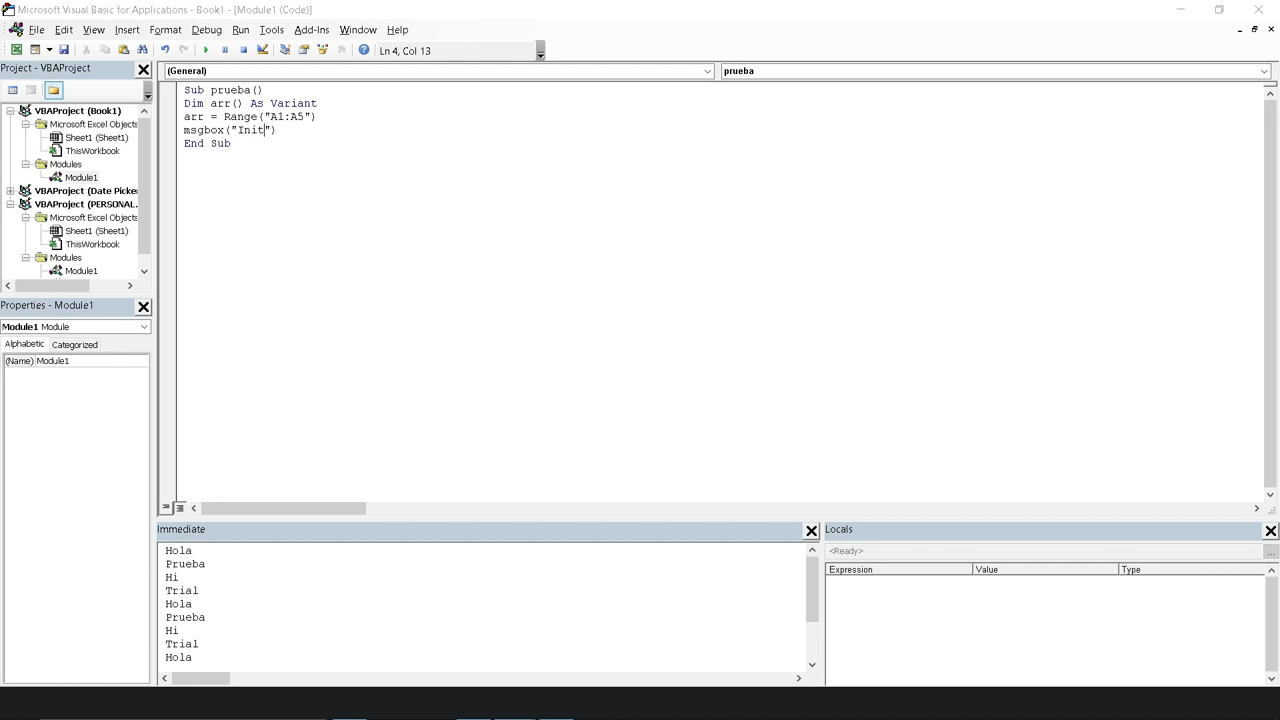 Microsoft Visual Basic for Applications - Book1 - [Module1 (Code)]
File Edit View Insert Format Debug Run Tools Add-Ins Window Help
Ln 4, Col 13
Project - VBAProject
VBAProject (Book1)
Microsoft Excel Objects
Sheet1 (Sheet1)
ThisWorkbook
Modules
Module1
VBAProject (Date Picke
VBAProject (PERSONAL.
Microsoft Excel Objects
Sheet1 (Sheet1)
ThisWorkbook
Modules
Module1
Properties - Module1
Module1 Module
Alphabetic Categorized
(Name) Module1
(General) prueba
Sub prueba()
Dim arr() As Variant
arr = Range("A1:A5")
msgbox("Init")
End Sub
Immediate
Hola
Prueba
Hi
Trial
Hola
Prueba
Hi
Trial
Hola
Locals
<Ready>
...
Expression Value Type